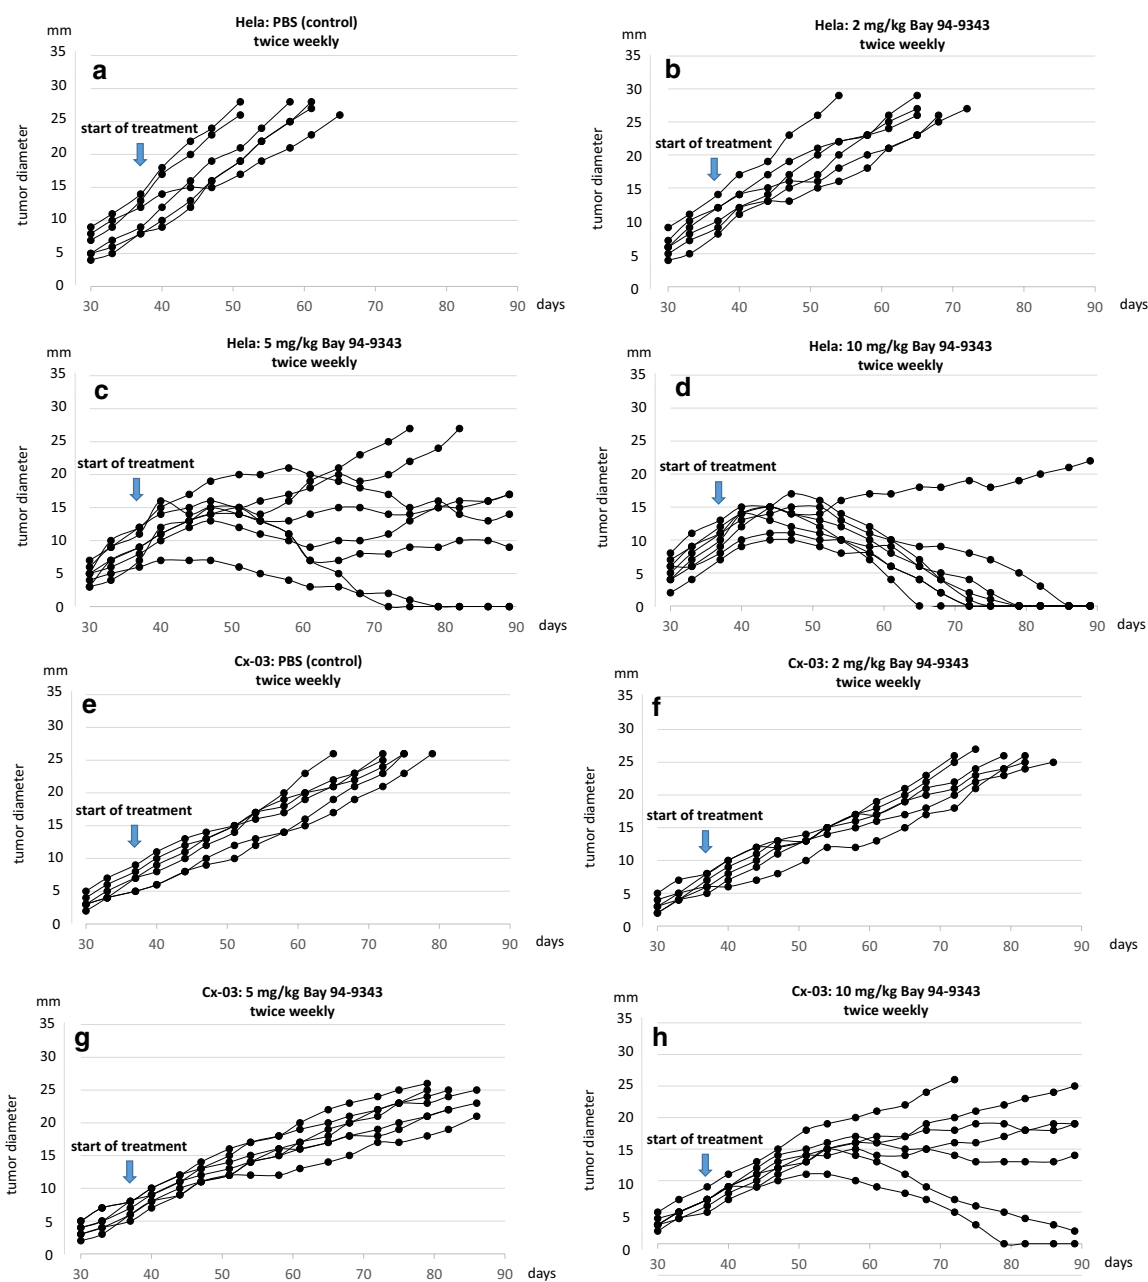 Hela: PBS (control)
twice weekly
mm
a
35
30
25
20
15
10
5
0
tumor diameter
start of treatment
30 40 50 60 70 80 90 days
Hela: 2 mg/kg Bay 94-9343
twice weekly
mm
b
35
30
25
20
15
10
5
0
tumor diameter
start of treatment
30 40 50 60 70 80 90 days
Hela: 5 mg/kg Bay 94-9343
twice weekly
mm
c
35
30
25
20
15
10
5
0
tumor diameter
start of treatment
30 40 50 60 70 80 90 days
Hela: 10 mg/kg Bay 94-9343
twice weekly
mm
d
35
30
25
20
15
10
5
0
tumor diameter
start of treatment
30 40 50 60 70 80 90 days
Cx-03: PBS (control)
twice weekly
mm
e
35
30
25
20
15
10
5
0
tumor diameter
start of treatment
30 40 50 60 70 80 90 days
Cx-03: 2 mg/kg Bay 94-9343
twice weekly
mm
f
35
30
25
20
15
10
5
0
tumor diameter
start of treatment
30 40 50 60 70 80 90 days
Cx-03: 5 mg/kg Bay 94-9343
twice weekly
mm
g
35
30
25
20
15
10
5
0
tumor diameter
start of treatment
30 40 50 60 70 80 90 days
Cx-03: 10 mg/kg Bay 94-9343
twice weekly
mm
h
35
30
25
20
15
10
5
0
tumor diameter
start of treatment
30 40 50 60 70 80 90 days